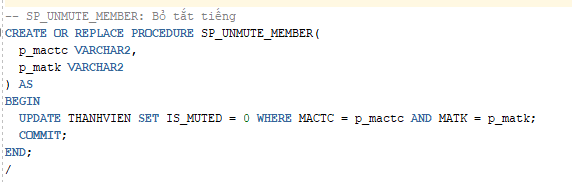 -- SP_UNMUTE_MEMBER: Bỏ tắt tiếng
CREATE OR REPLACE PROCEDURE SP_UNMUTE_MEMBER(
  p_mactc VARCHAR2,
  p_matk VARCHAR2
) AS
BEGIN
  UPDATE THANHVIEN SET IS_MUTED = 0 WHERE MACTC = p_mactc AND MATK = p_matk;
  COMMIT;
END;
/